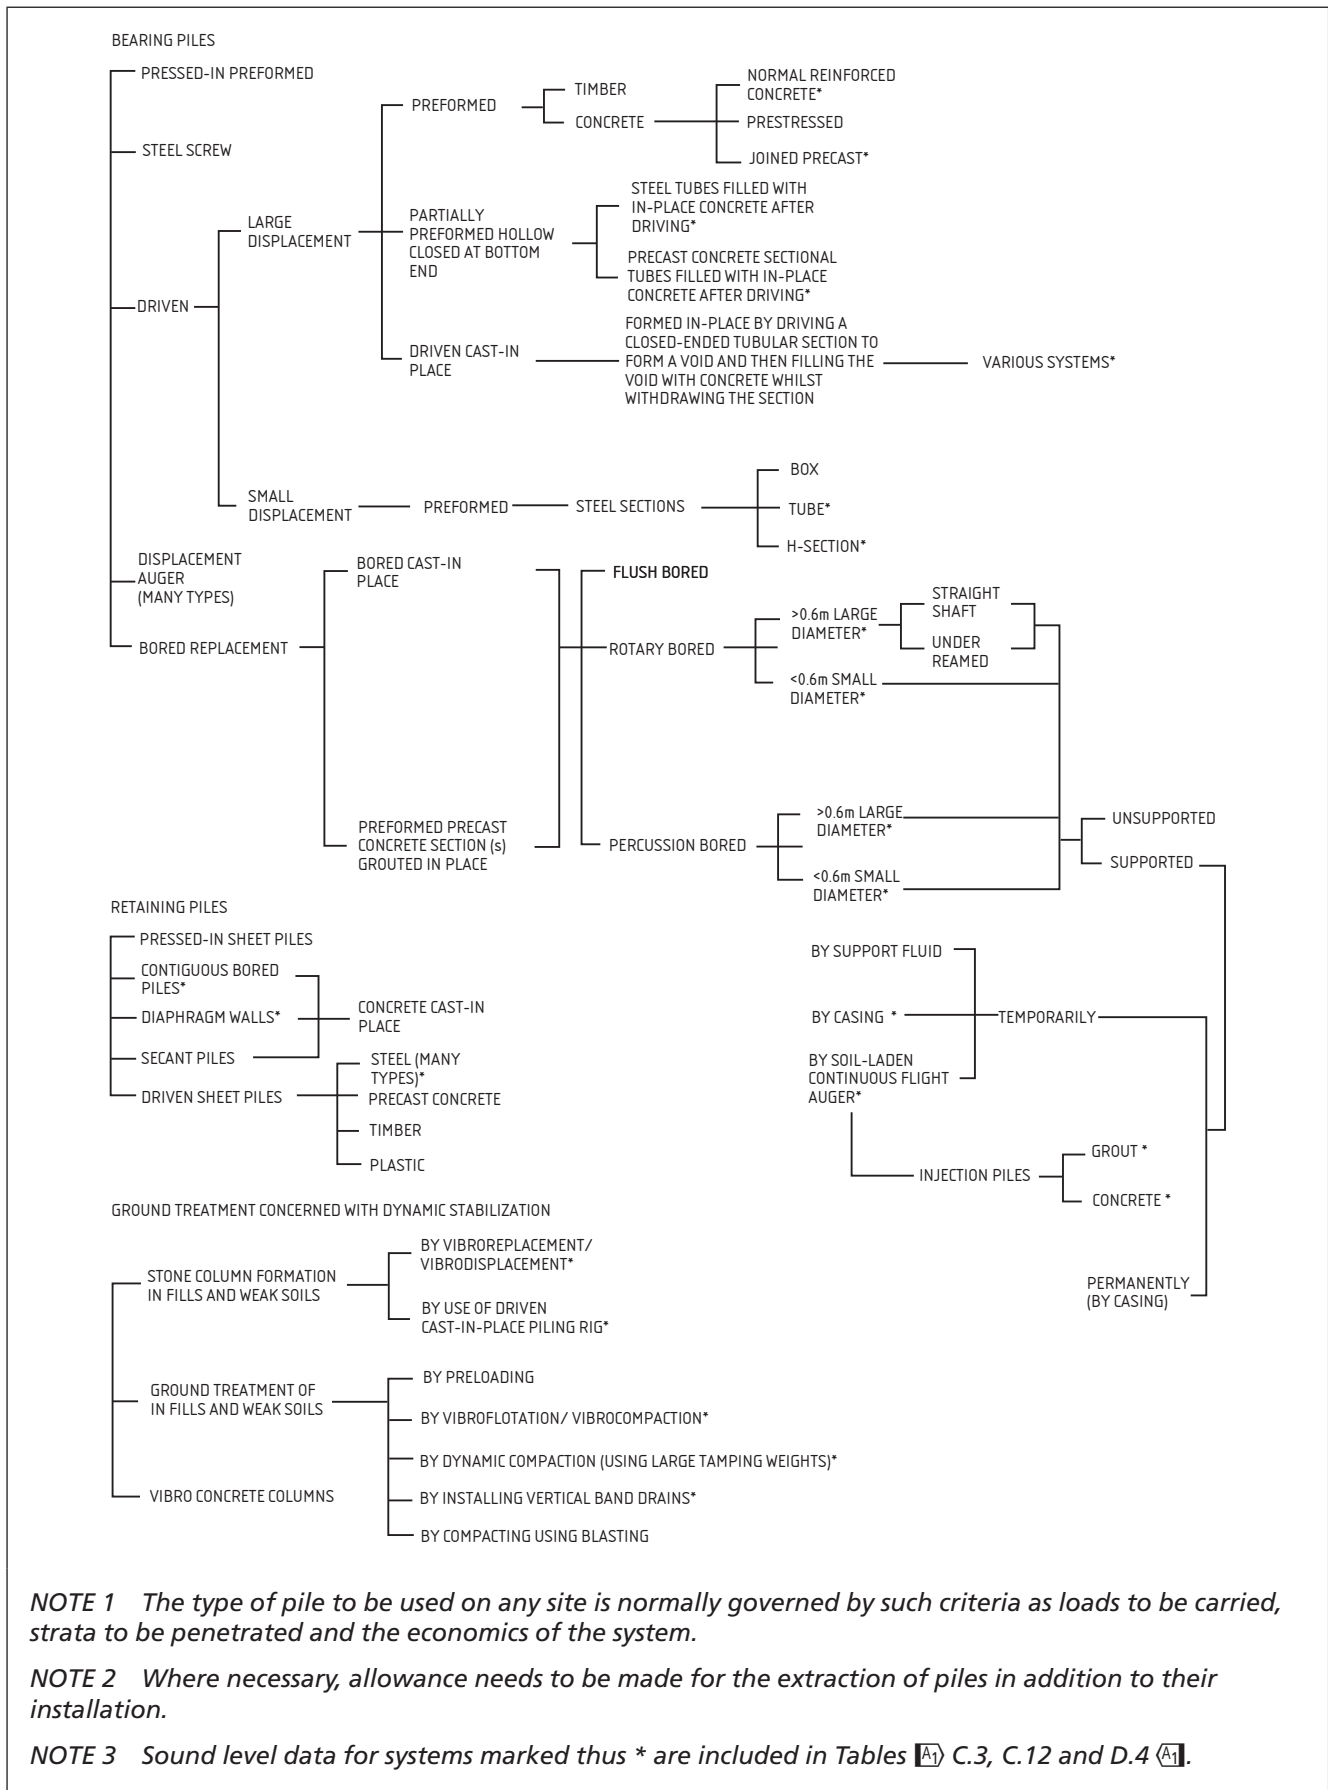 BEARING PILES
PRESSED-IN PREFORMED
STEEL SCREW
DRIVEN
LARGE
DISPLACEMENT
PREFORMED
TIMBER
CONCRETE
NORMAL REINFORCED
CONCRETE*
PRESTRESSED
JOINED PRECAST*
PARTIALLY
PREFORMED HOLLOW
CLOSED AT BOTTOM
END
STEEL TUBES FILLED WITH
IN-PLACE CONCRETE AFTER
DRIVING*
PRECAST CONCRETE SECTIONAL
TUBES FILLED WITH IN-PLACE
CONCRETE AFTER DRIVING*
DRIVEN CAST-IN
PLACE
FORMED IN-PLACE BY DRIVING A
CLOSED-ENDED TUBULAR SECTION TO
FORM A VOID AND THEN FILLING THE
VOID WITH CONCRETE WHILST
WITHDRAWING THE SECTION
VARIOUS SYSTEMS*
SMALL
DISPLACEMENT
PREFORMED
STEEL SECTIONS
BOX
TUBE*
H-SECTION*
DISPLACEMENT
AUGER
(MANY TYPES)
BORED REPLACEMENT
BORED CAST-IN
PLACE
PREFORMED PRECAST
CONCRETE SECTION (s)
GROUTED IN PLACE
FLUSH BORED
ROTARY BORED
>0.6m LARGE
DIAMETER*
STRAIGHT
SHAFT
UNDER
REAMED
<0.6m SMALL
DIAMETER*
PERCUSSION BORED
>0.6m LARGE
DIAMETER*
<0.6m SMALL
DIAMETER*
UNSUPPORTED
SUPPORTED
BY SUPPORT FLUID
BY CASING *
TEMPORARILY
BY SOIL-LADEN
CONTINUOUS FLIGHT
AUGER*
INJECTION PILES
GROUT *
CONCRETE *
PERMANENTLY
(BY CASING)
RETAINING PILES
PRESSED-IN SHEET PILES
CONTIGUOUS BORED
PILES*
DIAPHRAGM WALLS*
SECANT PILES
CONCRETE CAST-IN
PLACE
DRIVEN SHEET PILES
STEEL (MANY
TYPES)*
PRECAST CONCRETE
TIMBER
PLASTIC
GROUND TREATMENT CONCERNED WITH DYNAMIC STABILIZATION
STONE COLUMN FORMATION
IN FILLS AND WEAK SOILS
BY VIBROREPLACEMENT/
VIBRODISPLACEMENT*
BY USE OF DRIVEN
CAST-IN-PLACE PILING RIG*
GROUND TREATMENT OF
IN FILLS AND WEAK SOILS
BY PRELOADING
BY VIBROFLOTATION/ VIBROCOMPACTION*
BY DYNAMIC COMPACTION (USING LARGE TAMPING WEIGHTS)*
BY INSTALLING VERTICAL BAND DRAINS*
BY COMPACTING USING BLASTING
VIBRO CONCRETE COLUMNS
NOTE 1 The type of pile to be used on any site is normally governed by such criteria as loads to be carried,
strata to be penetrated and the economics of the system.
NOTE 2 Where necessary, allowance needs to be made for the extraction of piles in addition to their
installation.
NOTE 3 Sound level data for systems marked thus * are included in Tables A1 C.3, C.12 and D.4 A1.